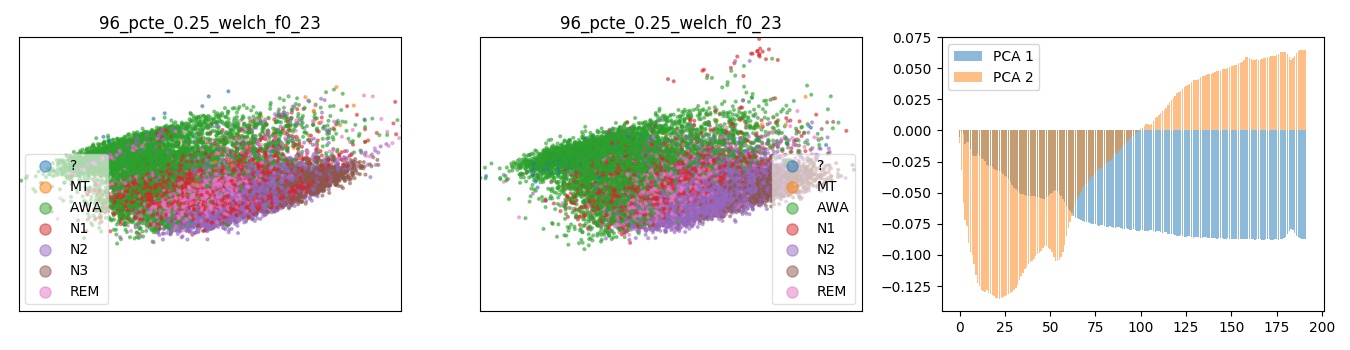 96_pcte_0.25_welch_f0_23
?
MT
AWA
N1
N2
N3
REM
96_pcte_0.25_welch_f0_23
?
MT
AWA
N1
N2
N3
REM
PCA 1
PCA 2
0.075
0.050
0.025
0.000
−0.025
−0.050
−0.075
−0.100
−0.125
0 25 50 75 100 125 150 175 200